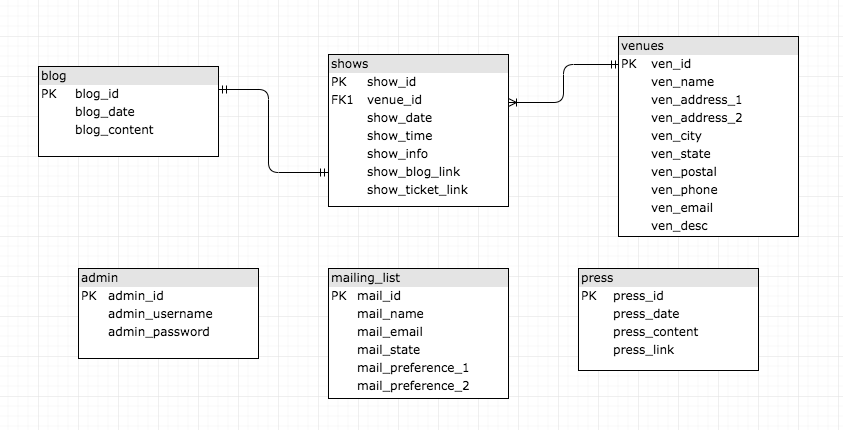 blog
PK blog_id
blog_date
blog_content
shows
PK show_id
FK1 venue_id
show_date
show_time
show_info
show_blog_link
show_ticket_link
venues
PK ven_id
ven_name
ven_address_1
ven_address_2
ven_city
ven_state
ven_postal
ven_phone
ven_email
ven_desc
admin
PK admin_id
admin_username
admin_password
mailing_list
PK mail_id
mail_name
mail_email
mail_state
mail_preference_1
mail_preference_2
press
PK press_id
press_date
press_content
press_link